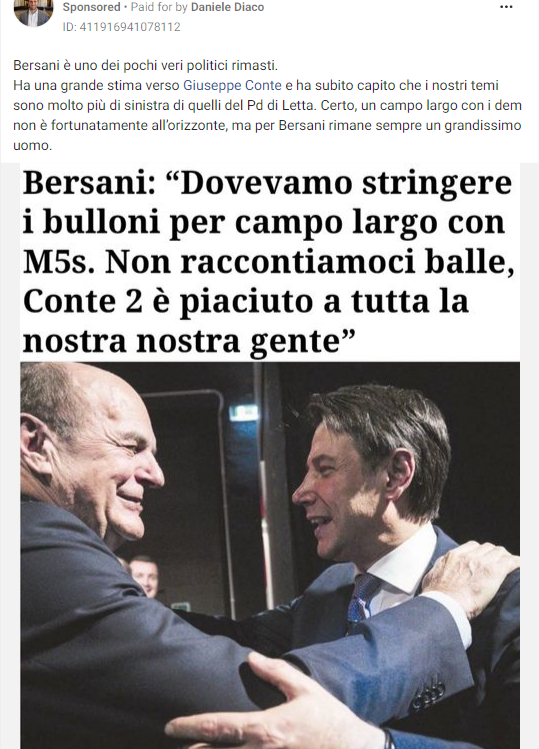 Sponsored • Paid for by Daniele Diaco
ID: 411916941078112
Bersani è uno dei pochi veri politici rimasti.
Ha una grande stima verso Giuseppe Conte e ha subito capito che i nostri temi
sono molto più di sinistra di quelli del Pd di Letta. Certo, un campo largo con i dem
non è fortunatamente all’orizzonte, ma per Bersani rimane sempre un grandissimo
uomo.
Bersani: “Dovevamo stringere
i bulloni per campo largo con
M5s. Non raccontiamoci balle,
Conte 2 è piaciuto a tutta la
nostra nostra gente”